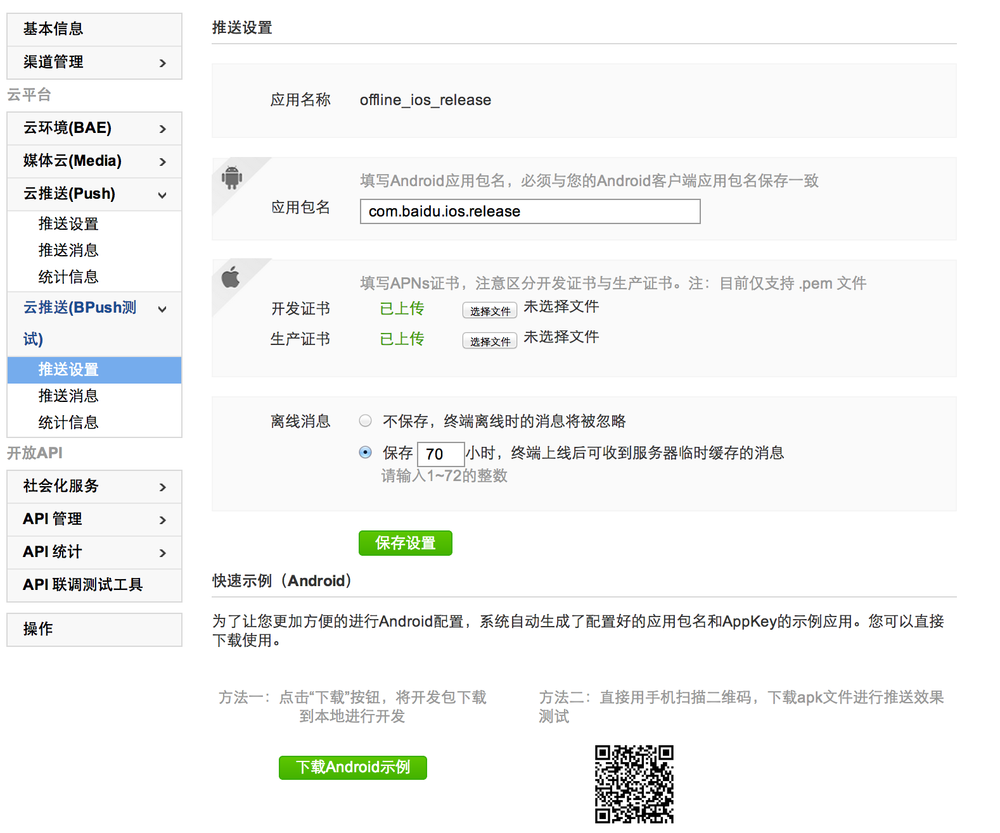 基本信息
渠道管理
云平台
云环境(BAE)
媒体云(Media)
云推送(Push)
推送设置
推送消息
统计信息
云推送(BPush测
试)
推送设置
推送消息
统计信息
开放API
社会化服务
API 管理
API 统计
API 联调测试工具
操作
推送设置
应用名称 offline_ios_release
填写Android应用包名，必须与您的Android客户端应用包名保存一致
应用包名 com.baidu.ios.release
填写APNs证书，注意区分开发证书与生产证书。注：目前仅支持 .pem 文件
开发证书 已上传 选择文件 未选择文件
生产证书 已上传 选择文件 未选择文件
离线消息 不保存，终端离线时的消息将被忽略
保存 70 小时，终端上线后可收到服务器临时缓存的消息
请输入1~72的整数
保存设置
快速示例（Android）
为了让您更加方便的进行Android配置，系统自动生成了配置好的应用包名和AppKey的示例应用。您可以直接
下载使用。
方法一：点击“下载”按钮，将开发包下载
到本地进行开发
下载Android示例
方法二：直接用手机扫描二维码，下载apk文件进行推送效果
测试